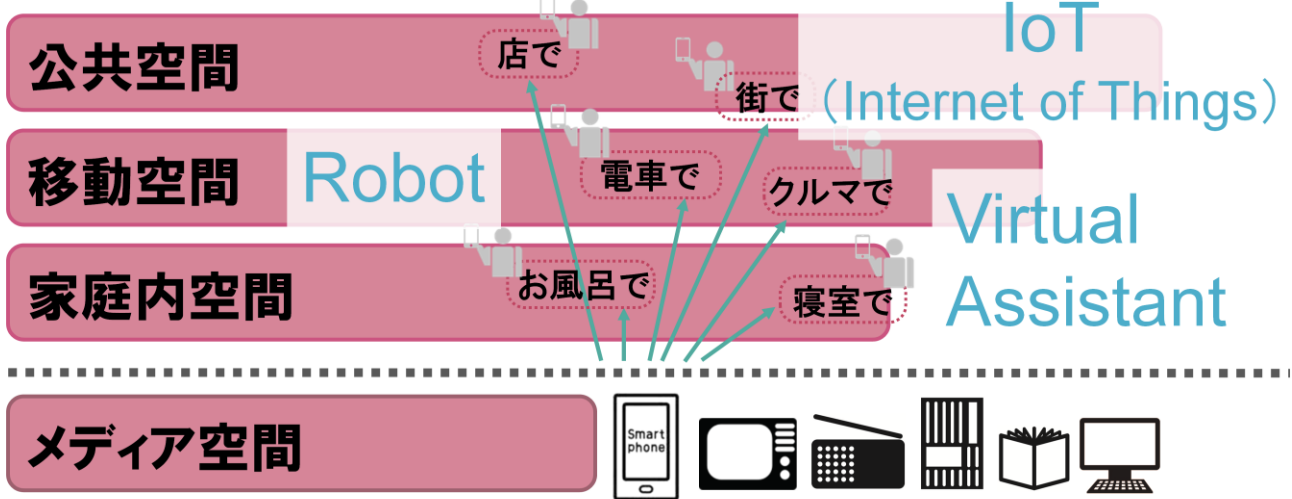 公共空間
店で
街で
IoT
（Internet of Things）
移動空間
Robot
電車で
クルマで
Virtual
Assistant
家庭内空間
お風呂で
寝室で
メディア空間
Smart
phone